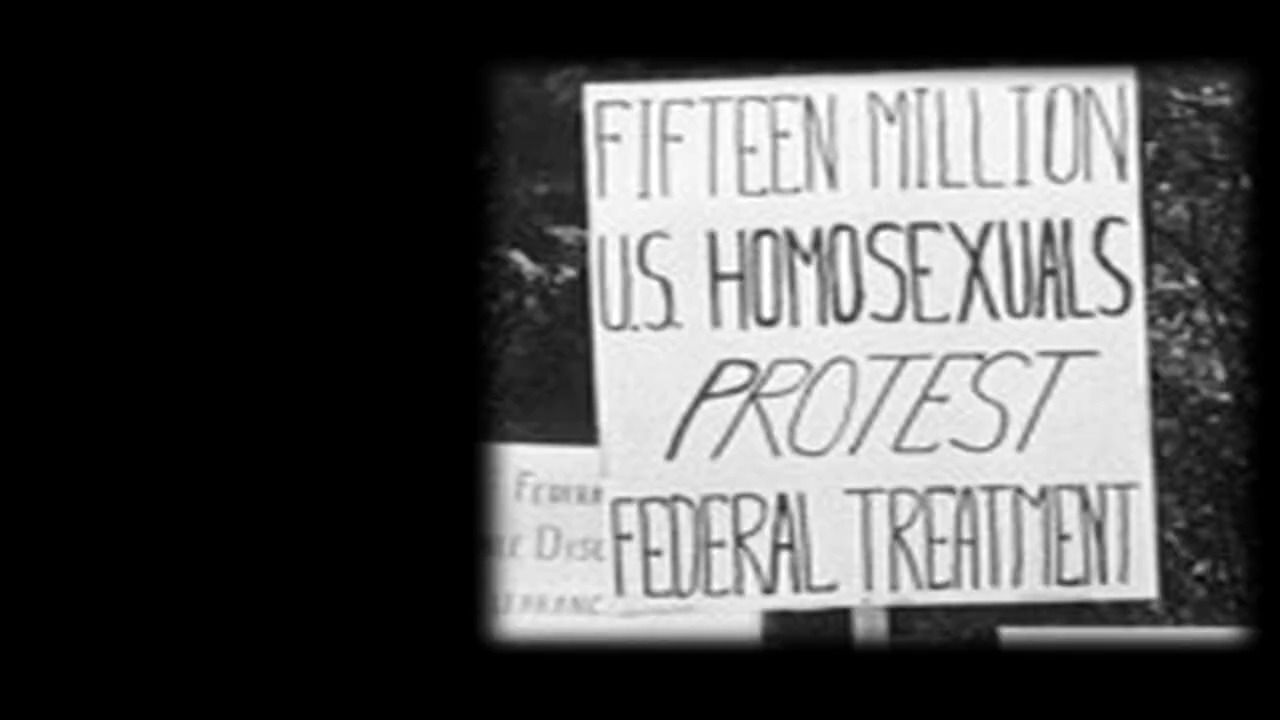 FIFTEEN MILLION
U.S. HOMOSEXUALS
PROTEST
FEDERAL TREATMENT